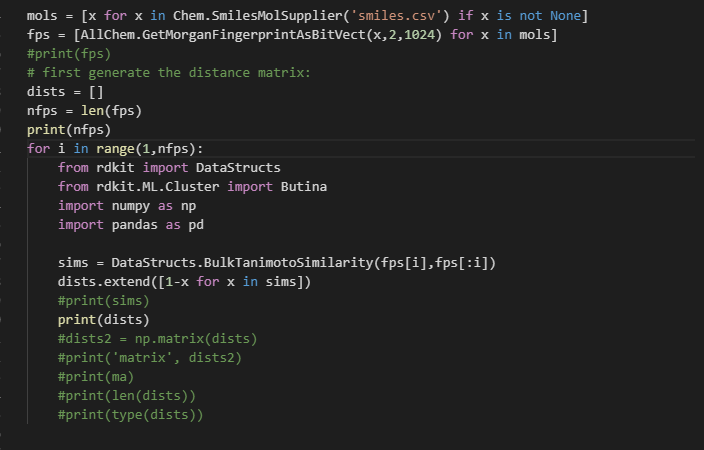 mols = [x for x in Chem.SmilesMolSupplier('smiles.csv') if x is not None]
fps = [AllChem.GetMorganFingerprintAsBitVect(x,2,1024) for x in mols]
#print(fps)
# first generate the distance matrix:
dists = []
nfps = len(fps)
print(nfps)
for i in range(1,nfps):
    from rdkit import DataStructs
    from rdkit.ML.Cluster import Butina
    import numpy as np
    import pandas as pd

    sims = DataStructs.BulkTanimotoSimilarity(fps[i],fps[:i])
    dists.extend([1-x for x in sims])
    #print(sims)
    print(dists)
    #dists2 = np.matrix(dists)
    #print('matrix', dists2)
    #print(ma)
    #print(len(dists))
    #print(type(dists))